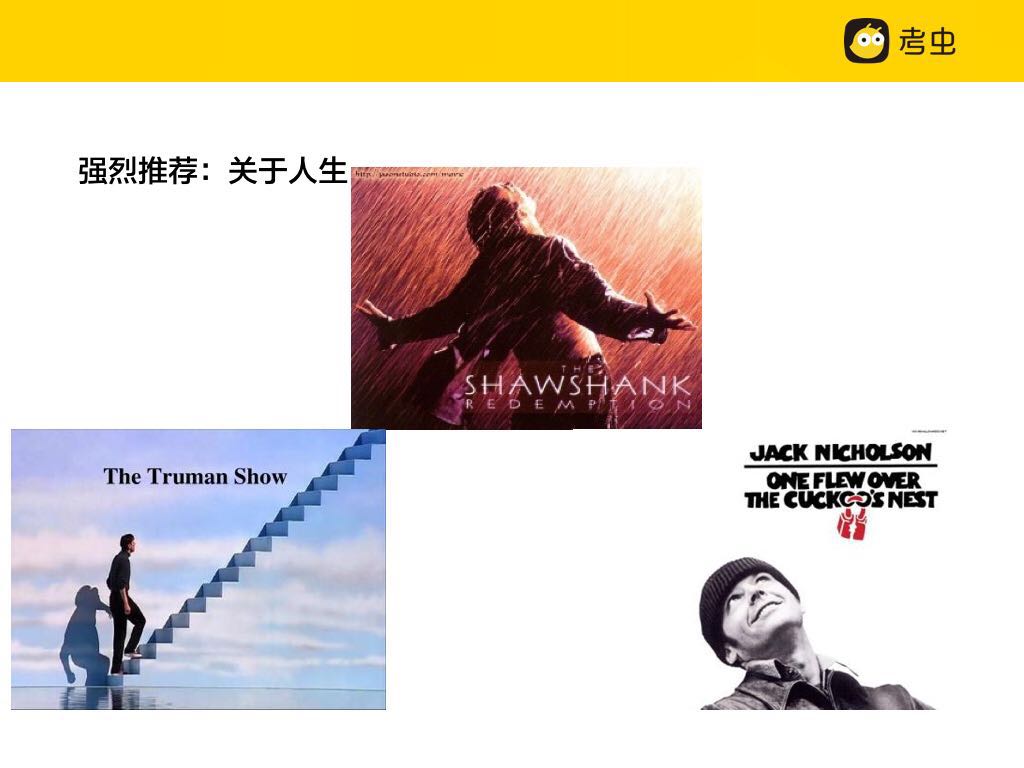 考虫
强烈推荐：关于人生
THE
SHAWSHANK
REDEMPTION
The Truman Show
JACK NICHOLSON
ONE FLEW OVER
THE CUCKOO'S NEST